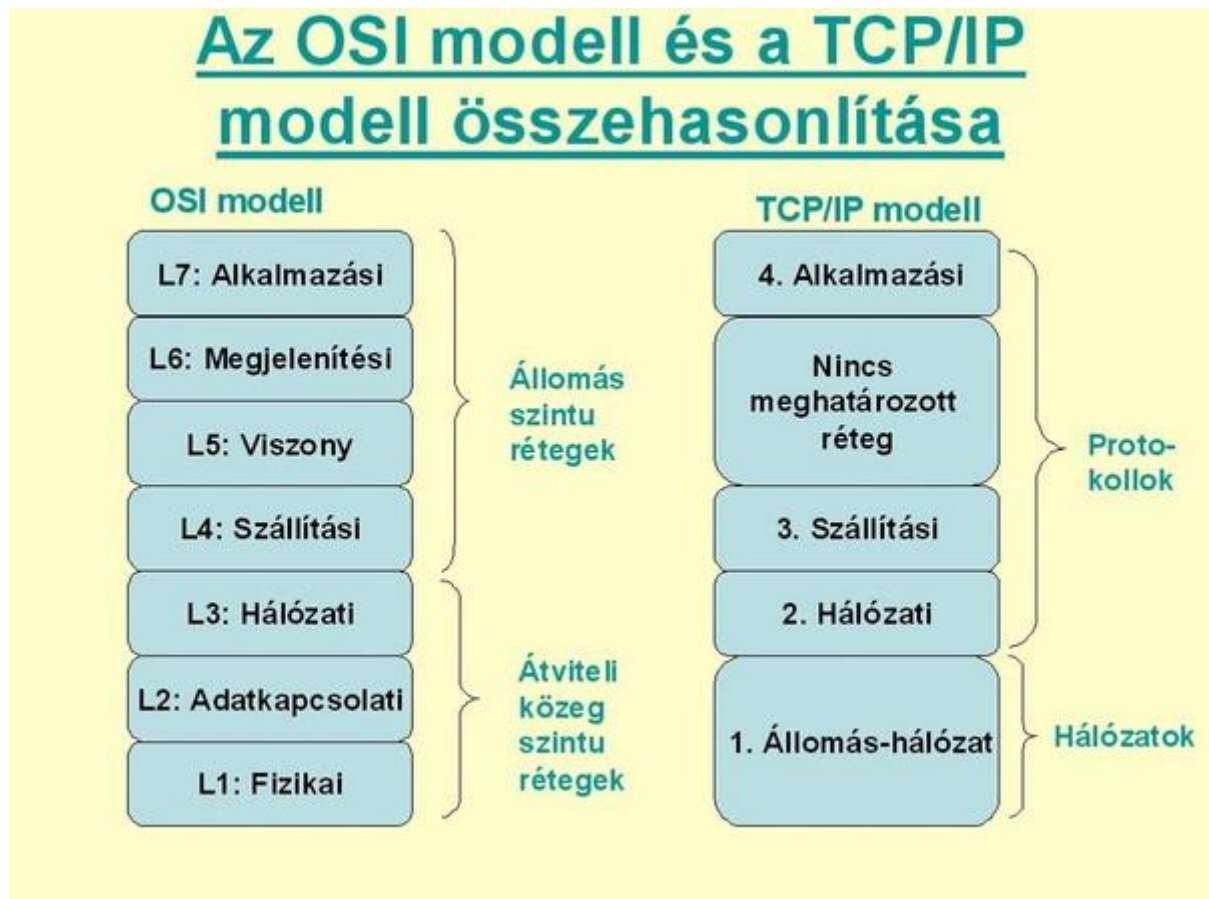 Az OSI modell és a TCP/IP
modell összehasonlítása
OSI modell
L7: Alkalmazási
L6: Megjelenítési
L5: Viszony
L4: Szállítási
L3: Hálózati
L2: Adatkapcsolati
L1: Fizikai
Állomás
szintu
rétegek
Átviteli
közeg
szintu
rétegek
TCP/IP modell
4. Alkalmazási
Nincs
meghatározott
réteg
3. Szállítási
2. Hálózati
1. Állomás-hálózat
Proto-
kollok
Hálózatok